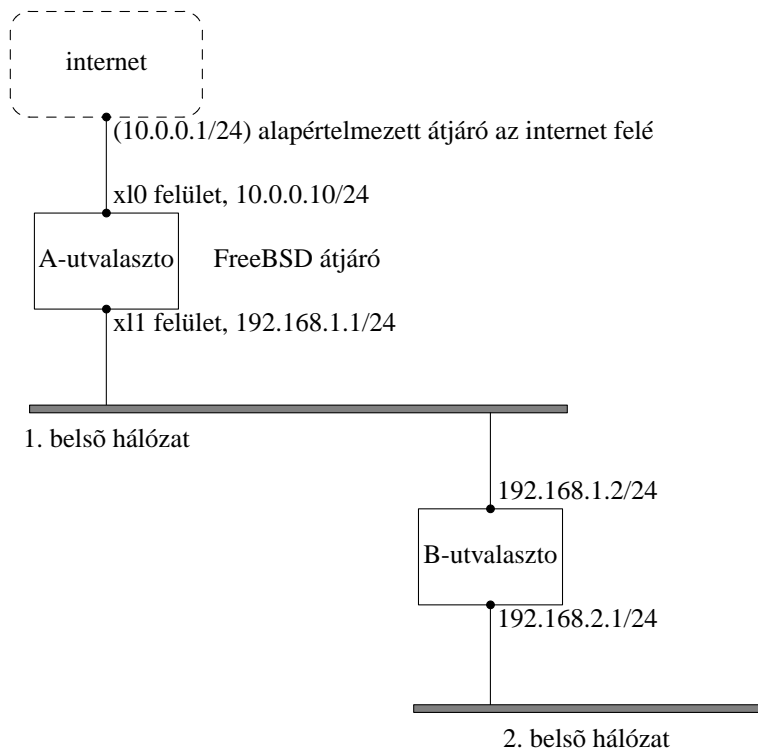 internet
(10.0.0.1/24) alapértelmezett átjáró az internet felé
xl0 felület, 10.0.0.10/24
A-utvalaszto
FreeBSD átjáró
xl1 felület, 192.168.1.1/24
1. belsõ hálózat
192.168.1.2/24
B-utvalaszto
192.168.2.1/24
2. belsõ hálózat